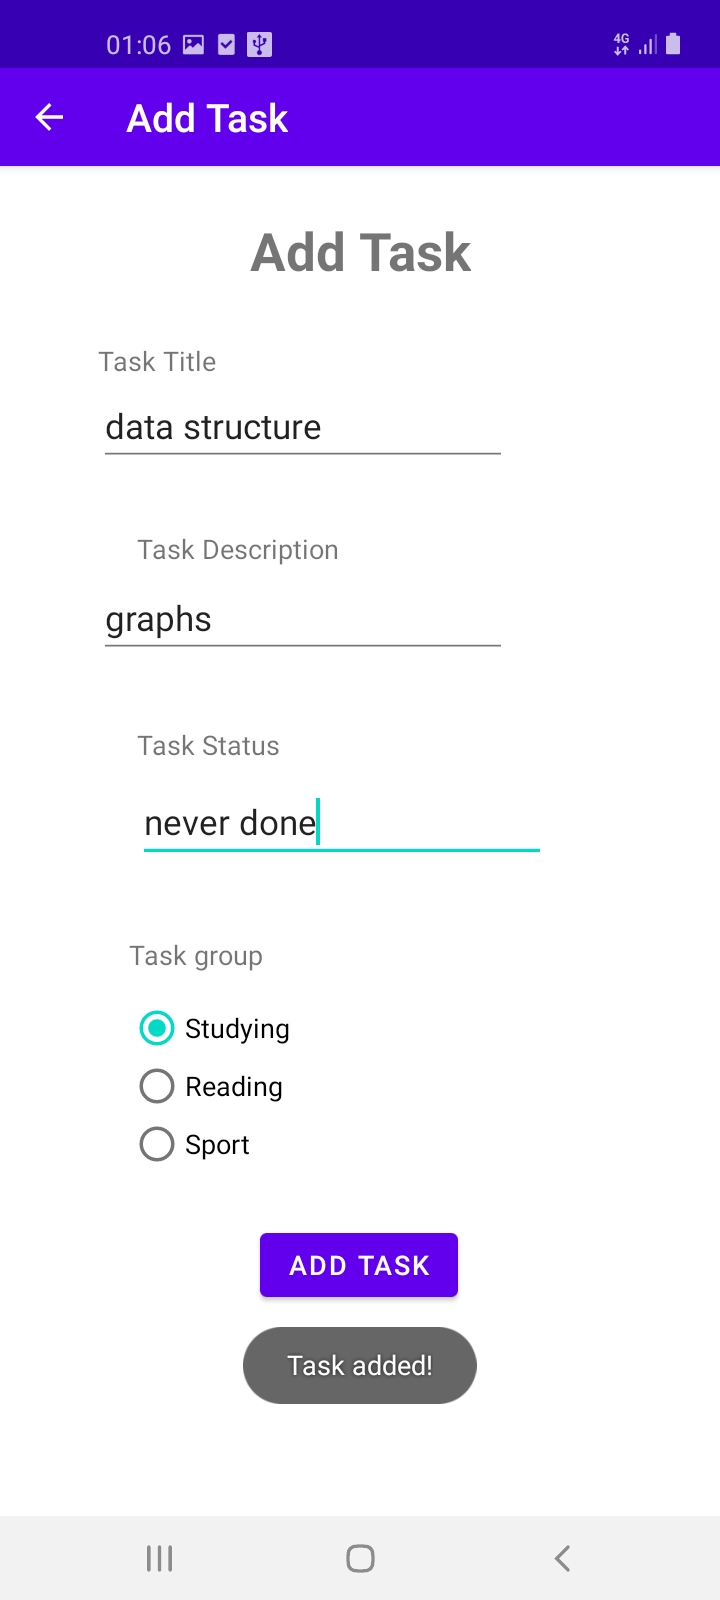 01:06 4G
Add Task
Add Task
Task Title
data structure
Task Description
graphs
Task Status
never done
Task group
Studying
Reading
Sport
ADD TASK
Task added!